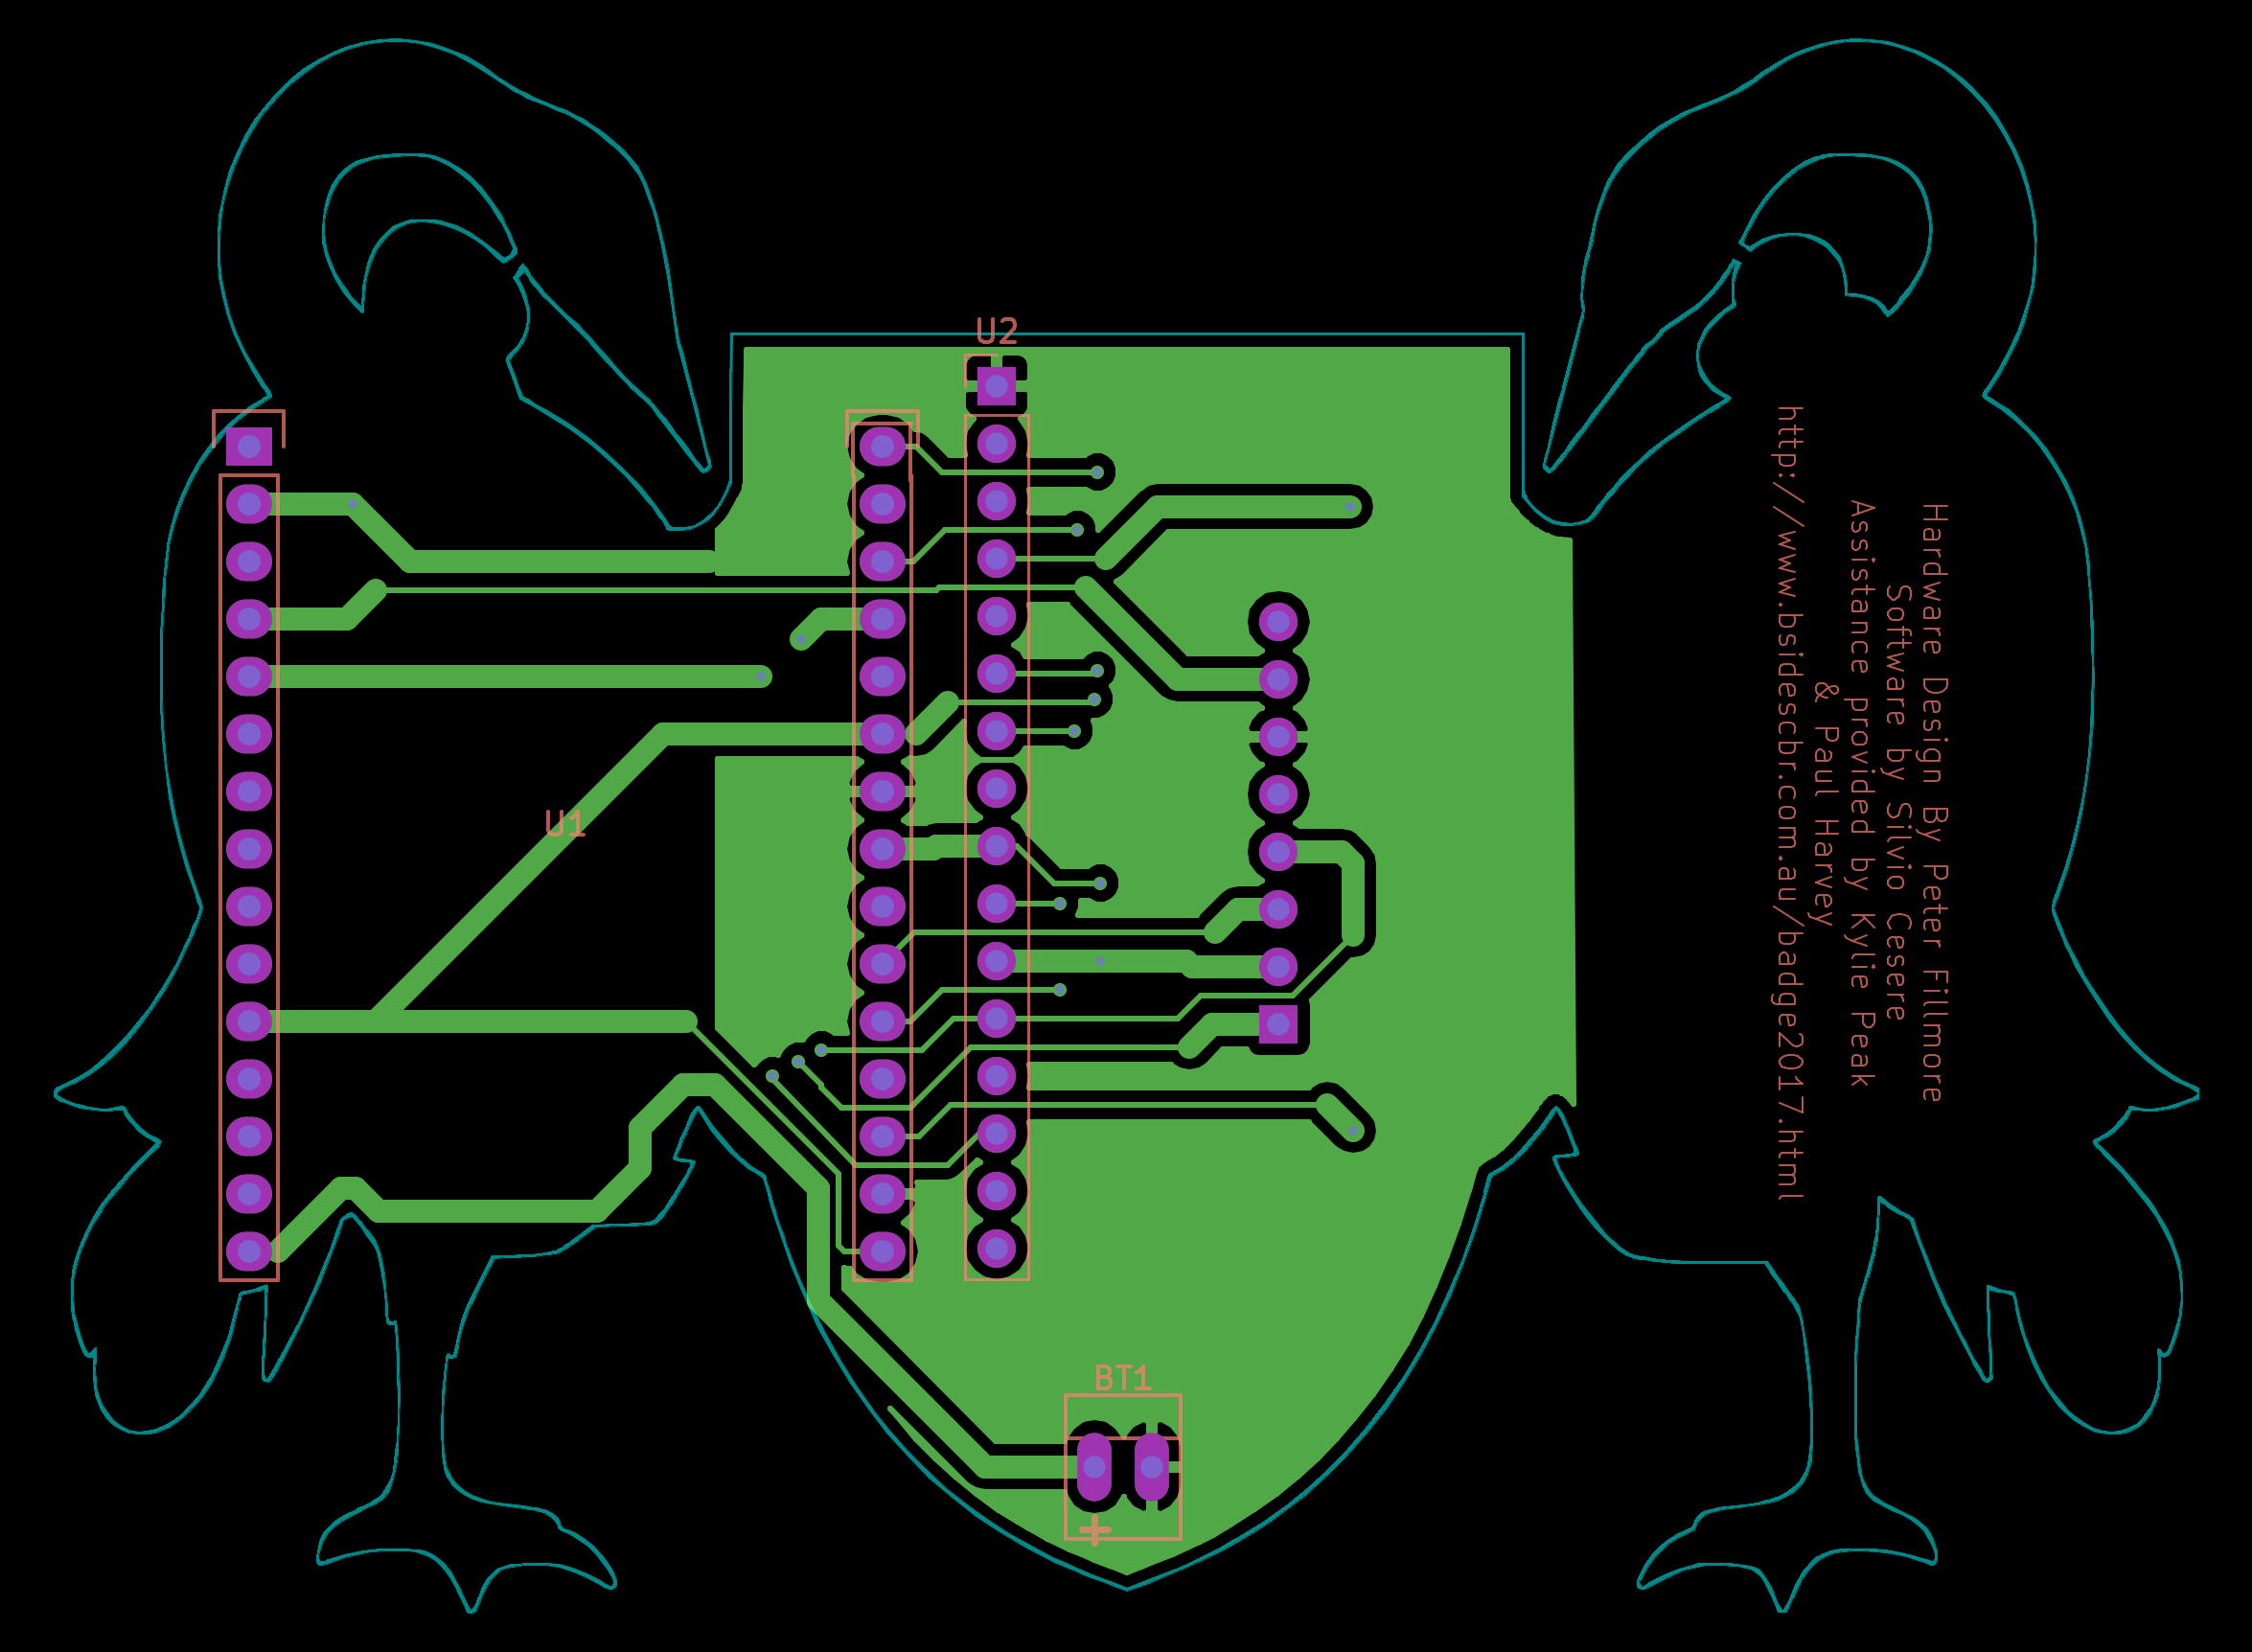 U2
U1
BT1
+
Hardware Design By Peter Fillmore
Software by Silvio Cesere
Assistance provided by Kylie Peak
& Paul Harvey
http://www.bsidescbr.com.au/badge2017.html